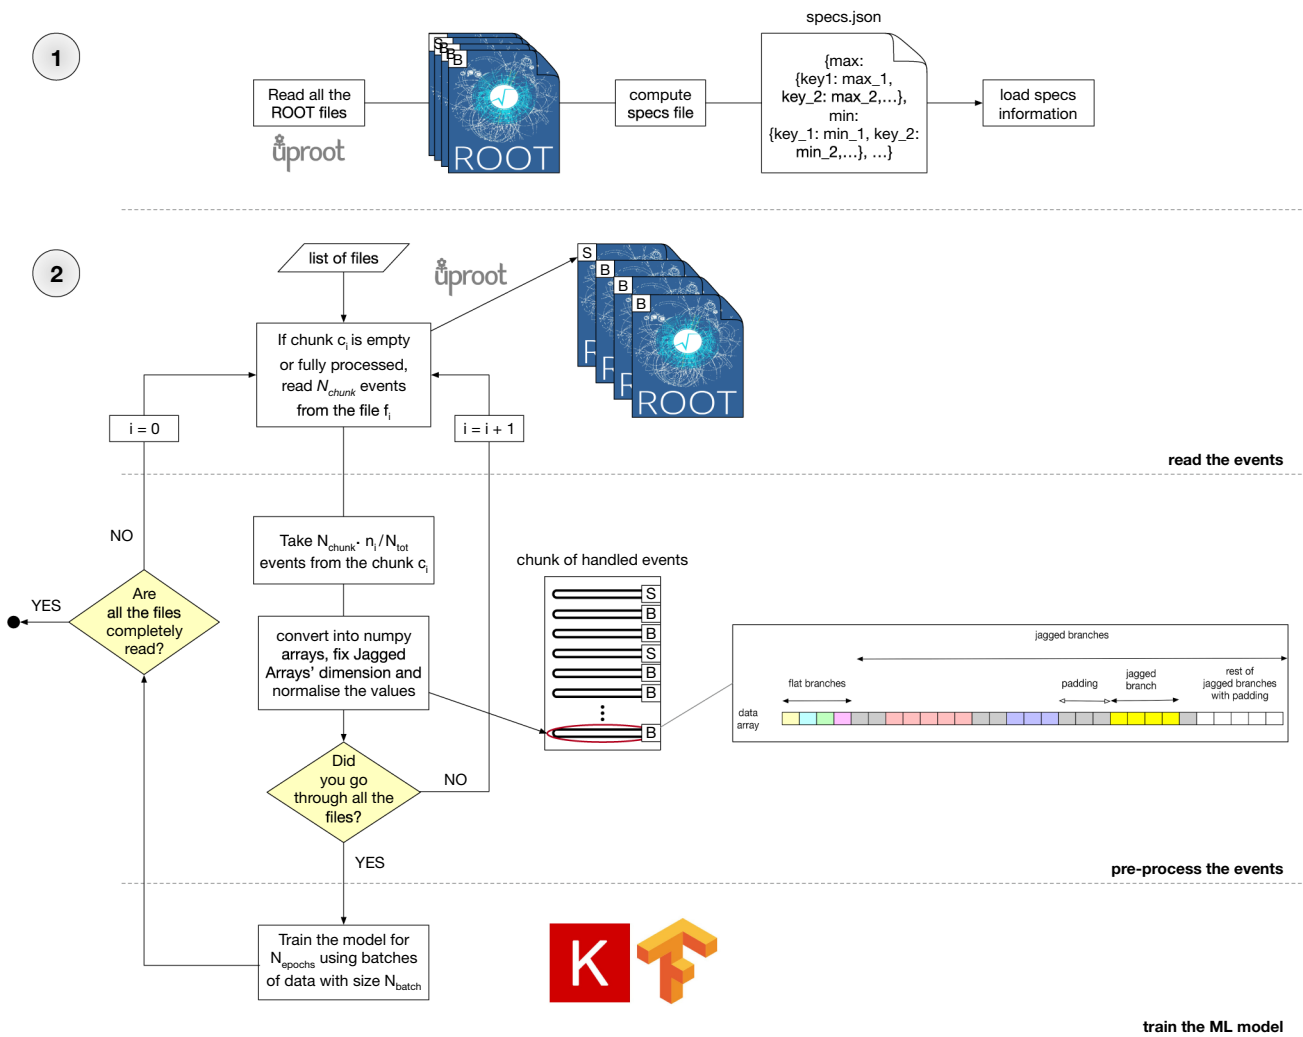 1
Read all the
ROOT files
uproot
S
B
B
B
ROOT
compute
specs file
specs.json
{max:
{key1: max_1,
key_2: max_2,...},
min:
{key_1: min_1, key_2:
min_2,...}, ...}
load specs
information
2
list of files
uproot
S
B
B
B
F
F
F
ROOT
If chunk ci is empty
or fully processed,
read Nchunk events
from the file fi
i = 0
i = i + 1
read the events
NO
Take Nchunk· ni/Ntot
events from the chunk ci
YES
Are
all the files
completely
read?
convert into numpy
arrays, fix Jagged
Arrays' dimension and
normalise the values
chunk of handled events
S
B
B
S
B
B
B
jagged branches
flat branches
padding
jagged
branch
rest of
jagged branches
with padding
data
array
Did
you go
through all the
files?
NO
YES
pre-process the events
Train the model for
Nepochs using batches
of data with size Nbatch
K
train the ML model